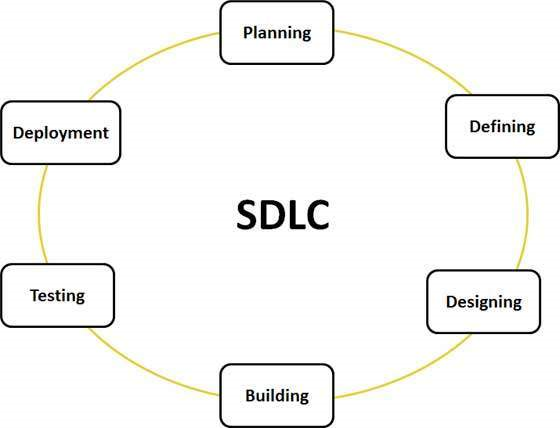 Planning
Defining
Designing
Building
Testing
Deployment
SDLC